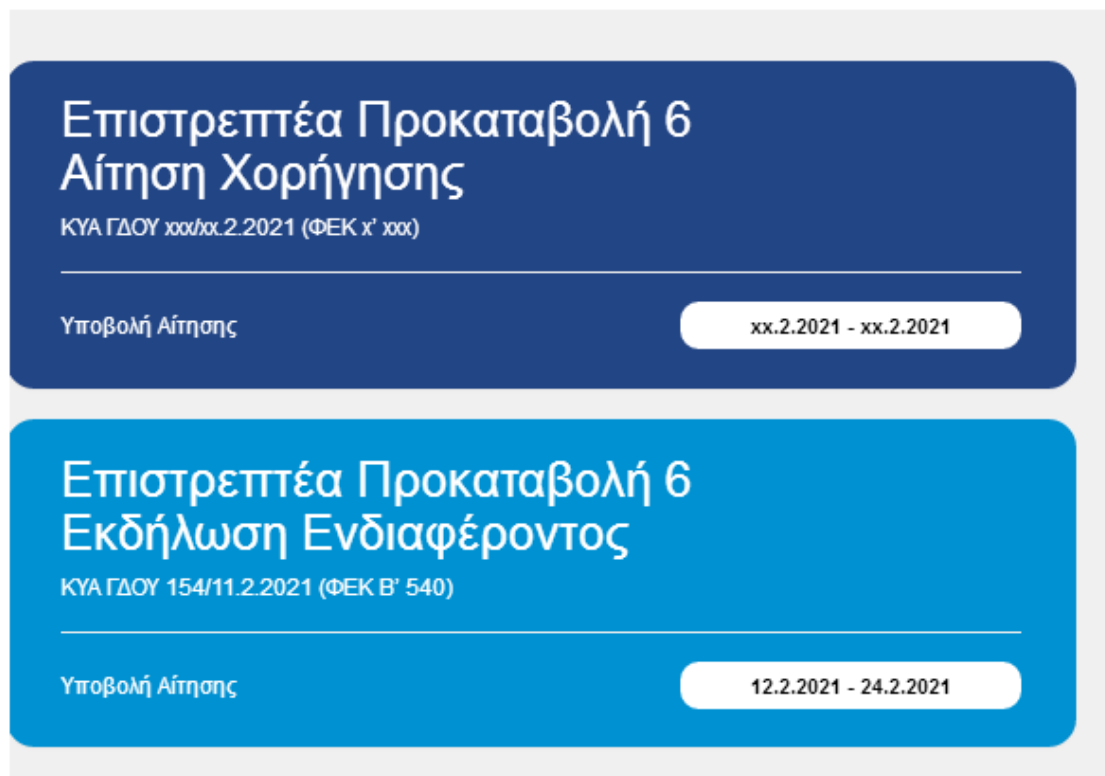 Επιστρεπτέα Προκαταβολή 6
Αίτηση Χορήγησης
ΚΥΑ ΓΔΟΥ xxx/xx.2.2021 (ΦΕΚ x' xxx)
Υποβολή Αίτησης
xx.2.2021 - xx.2.2021
Επιστρεπτέα Προκαταβολή 6
Εκδήλωση Ενδιαφέροντος
ΚΥΑ ΓΔΟΥ 154/11.2.2021 (ΦΕΚ Β' 540)
Υποβολή Αίτησης
12.2.2021 - 24.2.2021